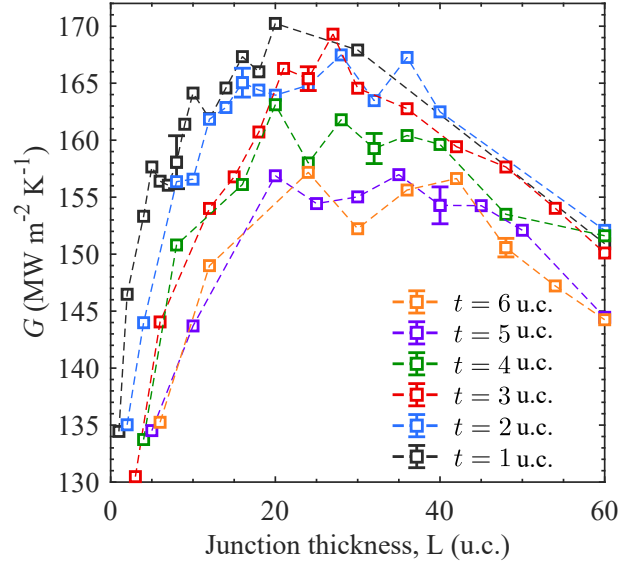 170
165
160
155
150
145
140
135
130
G (MW m⁻² K⁻¹)
t = 6 u.c.
t = 5 u.c.
t = 4 u.c.
t = 3 u.c.
t = 2 u.c.
t = 1 u.c.
0 20 40 60
Junction thickness, L (u.c.)